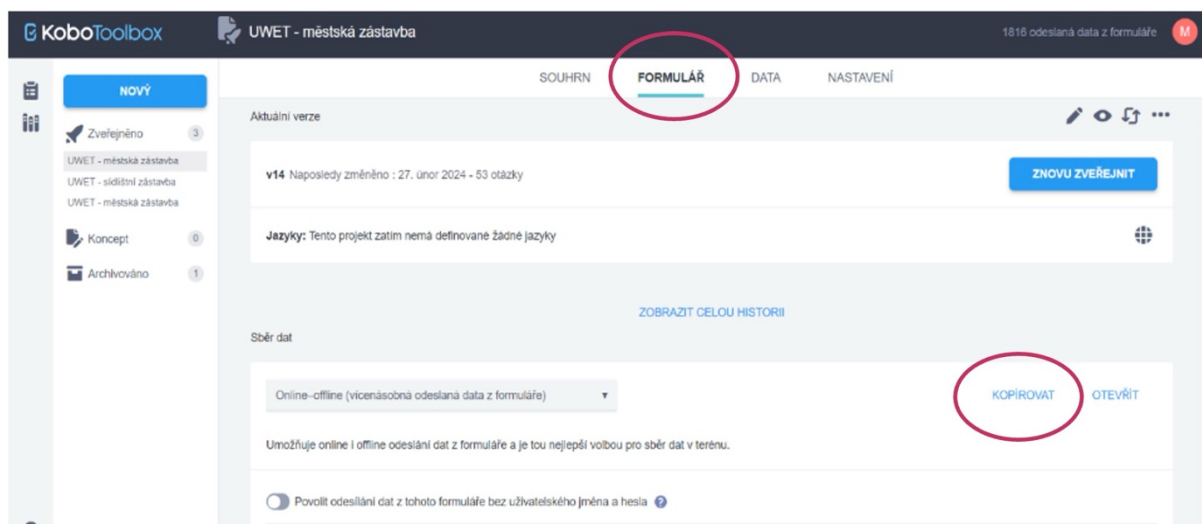 KoboToolbox
UWET - městská zástavba
1816 odeslaná data z formuláře
M
NOVÝ
Zveřejněno 3
UWET - městská zástavba
UWET - sídlištní zástavba
UWET - městská zástavba
Koncept 0
Archivováno 1
SOUHRN FORMULÁŘ DATA NASTAVENÍ
Aktuální verze
v14 Naposledy změněno : 27. únor 2024 - 53 otázky
ZNOVU ZVEŘEJNIT
Jazyky: Tento projekt zatím nemá definované žádné jazyky
ZOBRAZIT CELOU HISTORII
Sběr dat
Online–offline (vícenásobná odeslaná data z formuláře)
KOPÍROVAT OTEVŘÍT
Umožňuje online i offline odeslání dat z formuláře a je tou nejlepší volbou pro sběr dat v terénu.
Povolit odesílání dat z tohoto formuláře bez uživatelského jména a hesla ?